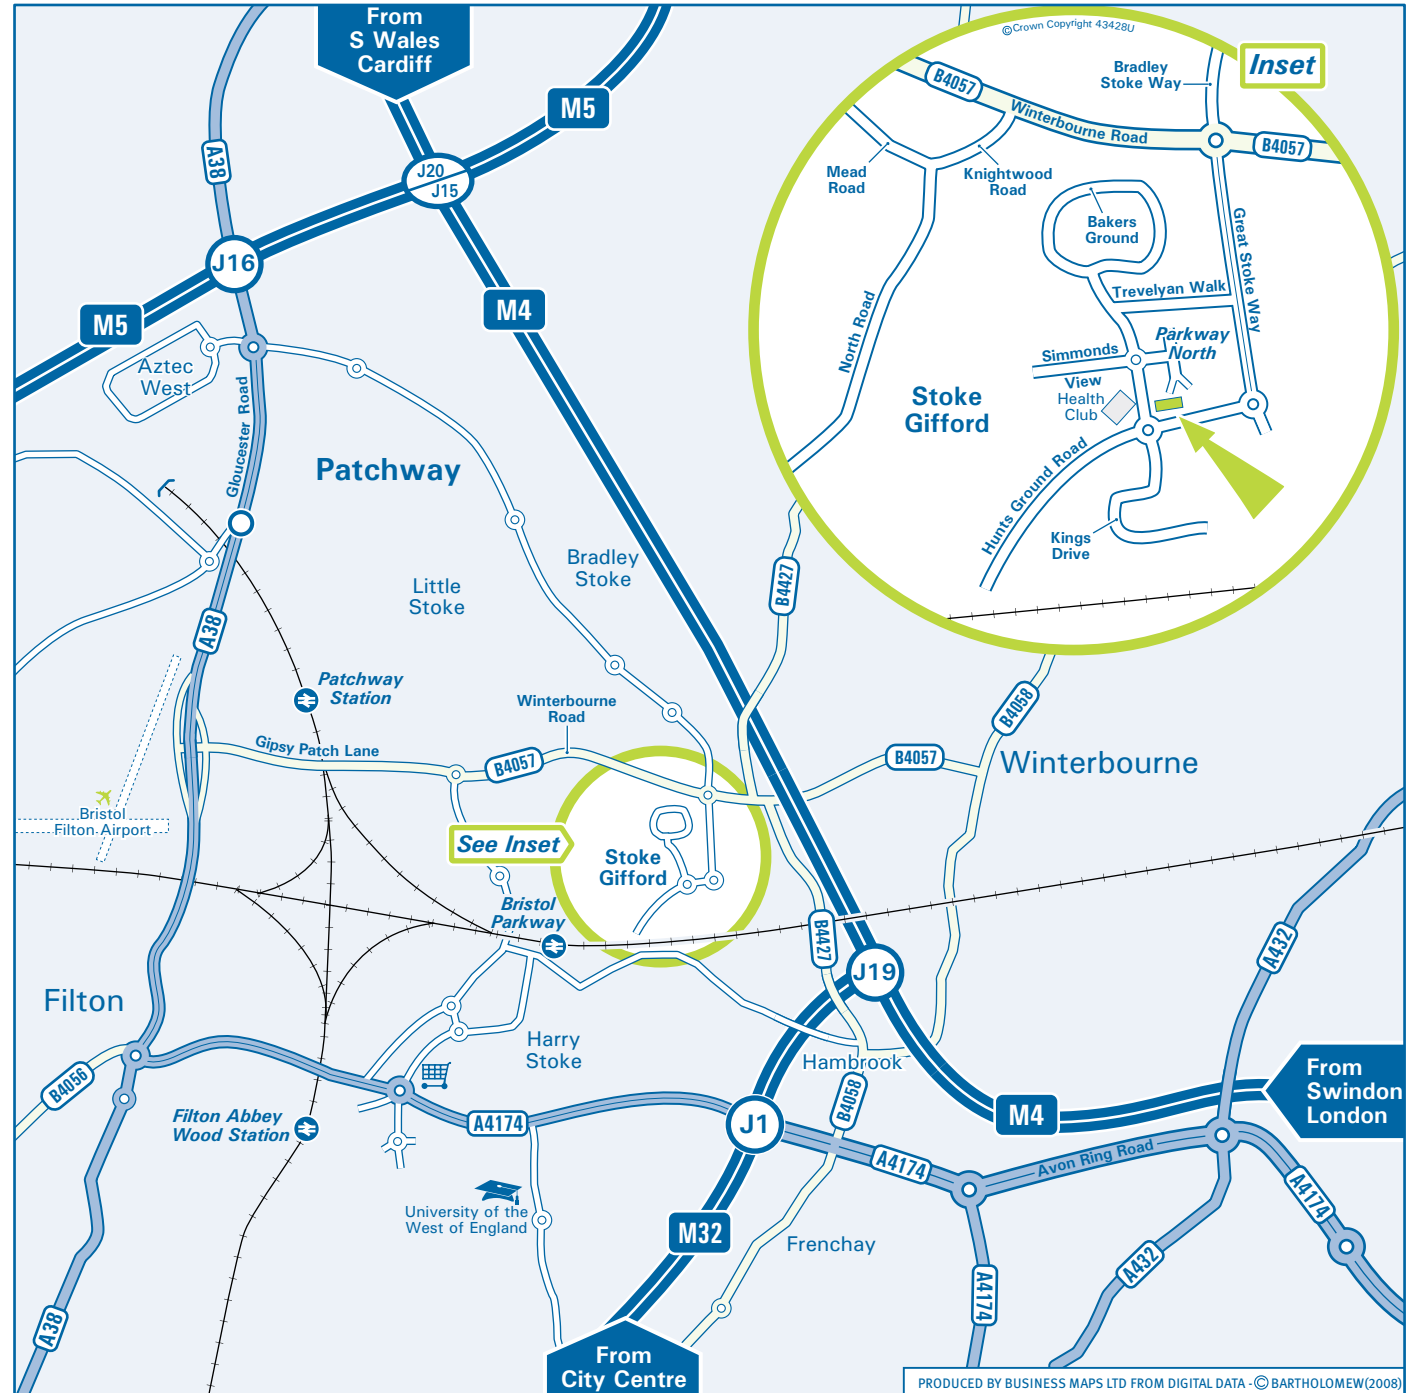 From
S Wales
Cardiff
©Crown Copyright 43428U
Inset
Bradley
Stoke Way
B4057
Winterbourne Road
B4057
M5
A38
J20
J15
Mead
Road
Knightwood
Road
Bakers
Ground
Great Stoke Way
J16
Trevelyan Walk
M5
M4
North Road
Parkway
North
Simmonds
View
Health
Club
Aztec
West
Gloucester Road
Stoke
Gifford
Patchway
Hunts Ground Road
Kings
Drive
Bradley
Stoke
Little
Stoke
B4427
A38
Patchway
Station
Winterbourne
Road
B4058
Gipsy Patch Lane
B4057
B4057
Winterbourne
Bristol
Filton Airport
See Inset
Stoke
Gifford
Bristol
Parkway
B4427
A432
J19
Filton
Harry
Stoke
Hambrook
B4056
B4058
From
Swindon
London
Filton Abbey
Wood Station
A4174
J1
M4
A4174
Avon Ring Road
A4174
University of the
West of England
M32
Frenchay
A432
A4174
A38
From
City Centre
PRODUCED BY BUSINESS MAPS LTD FROM DIGITAL DATA - © BARTHOLOMEW(2008)